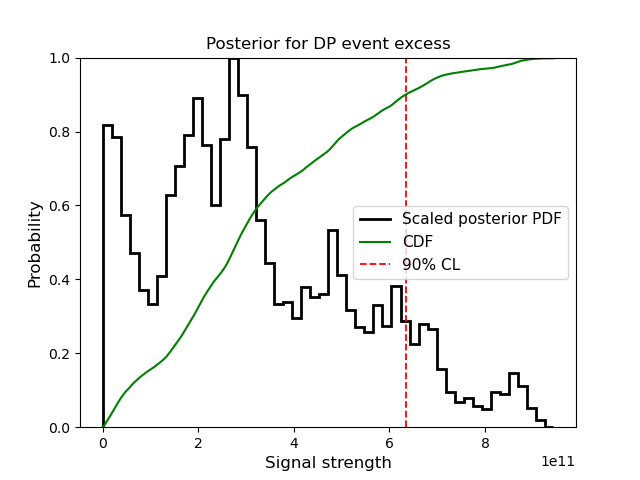 Posterior for DP event excess
Probability
1.0
0.8
0.6
0.4
0.2
0.0
Scaled posterior PDF
CDF
90% CL
0 2 4 6 8
1e11
Signal strength